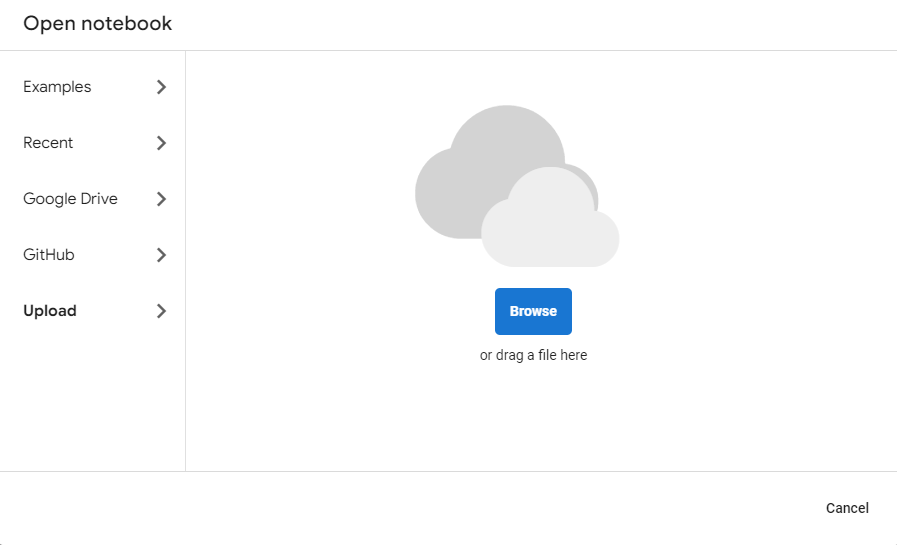 Open notebook
Examples
Recent
Google Drive
GitHub
Upload
Browse
or drag a file here
Cancel